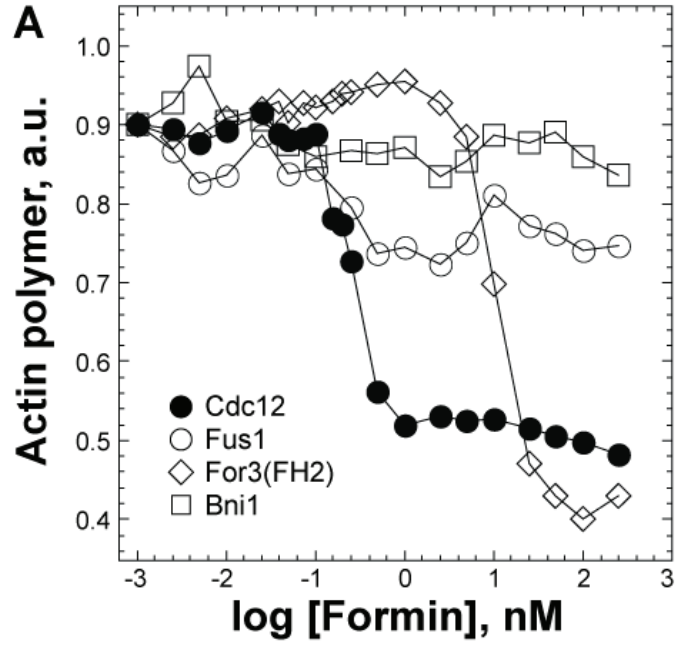 A
Actin polymer, a.u.
1.0
0.9
0.8
0.7
0.6
0.5
0.4
Cdc12
Fus1
For3(FH2)
Bni1
-3 -2 -1 0 1 2 3
log [Formin], nM